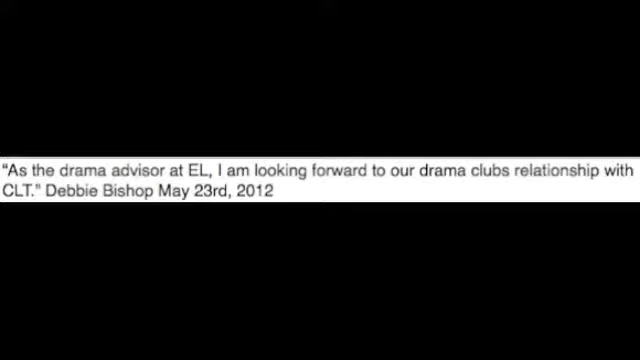 "As the drama advisor at EL, I am looking forward to our drama clubs relationship with
CLT." Debbie Bishop May 23rd, 2012